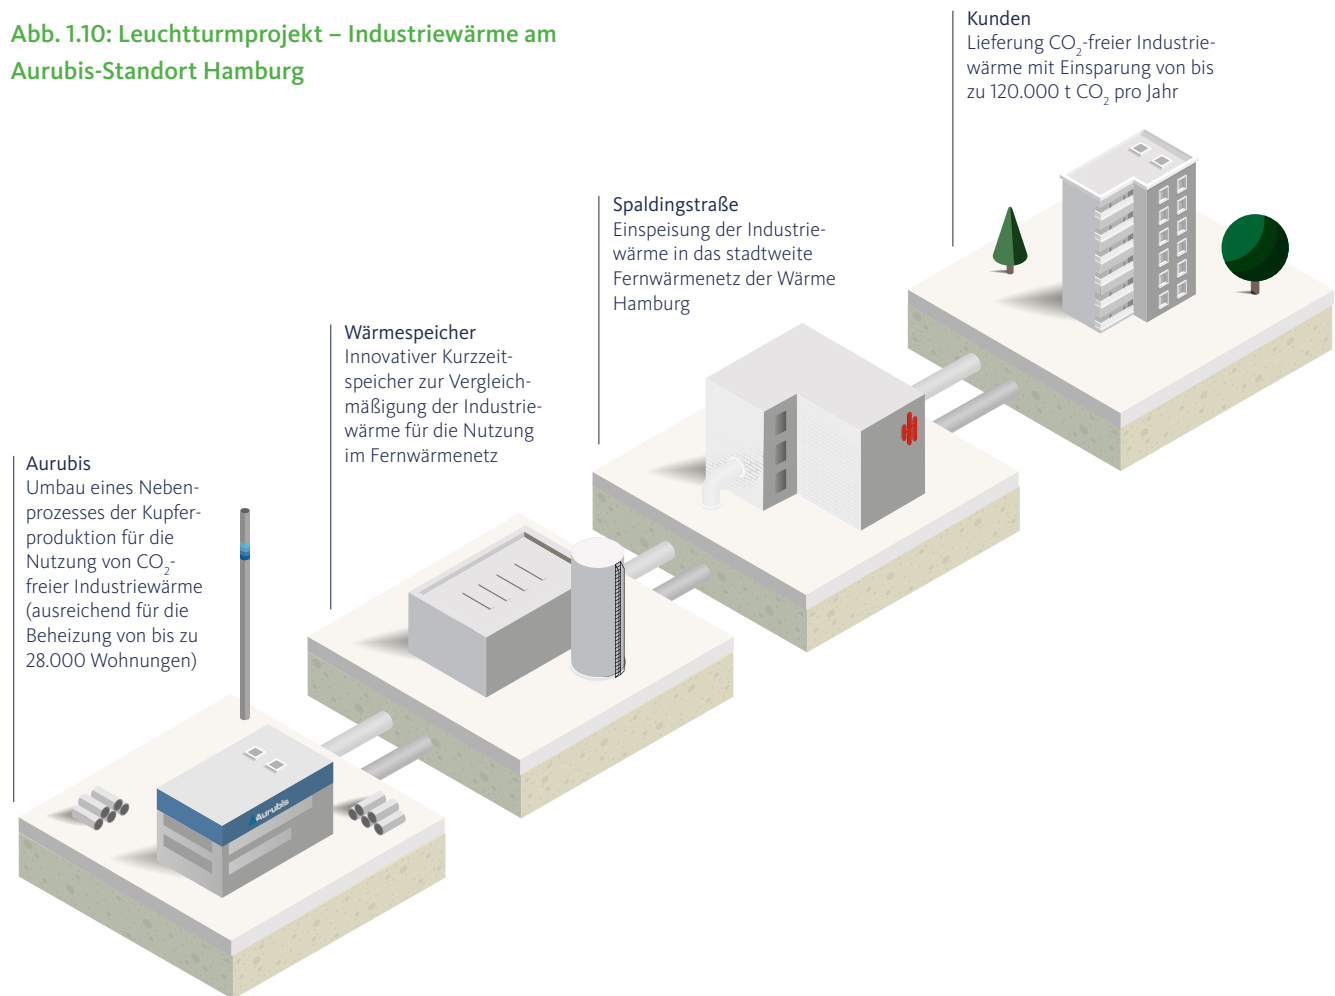 Abb. 1.10: Leuchtturmprojekt – Industriewärme am
Aurubis-Standort Hamburg
Kunden
Lieferung CO₂-freier Industrie-
wärme mit Einsparung von bis
zu 120.000 t CO₂ pro Jahr
Spaldingstraße
Einspeisung der Industrie-
wärme in das stadtweite
Fernwärmenetz der Wärme
Hamburg
Wärmespeicher
Innovativer Kurzzeit-
speicher zur Vergleich-
mäßigung der Industrie-
wärme für die Nutzung
im Fernwärmenetz
Aurubis
Umbau eines Neben-
prozesses der Kupfer-
produktion für die
Nutzung von CO₂-
freier Industriewärme
(ausreichend für die
Beheizung von bis zu
28.000 Wohnungen)
Aurubis